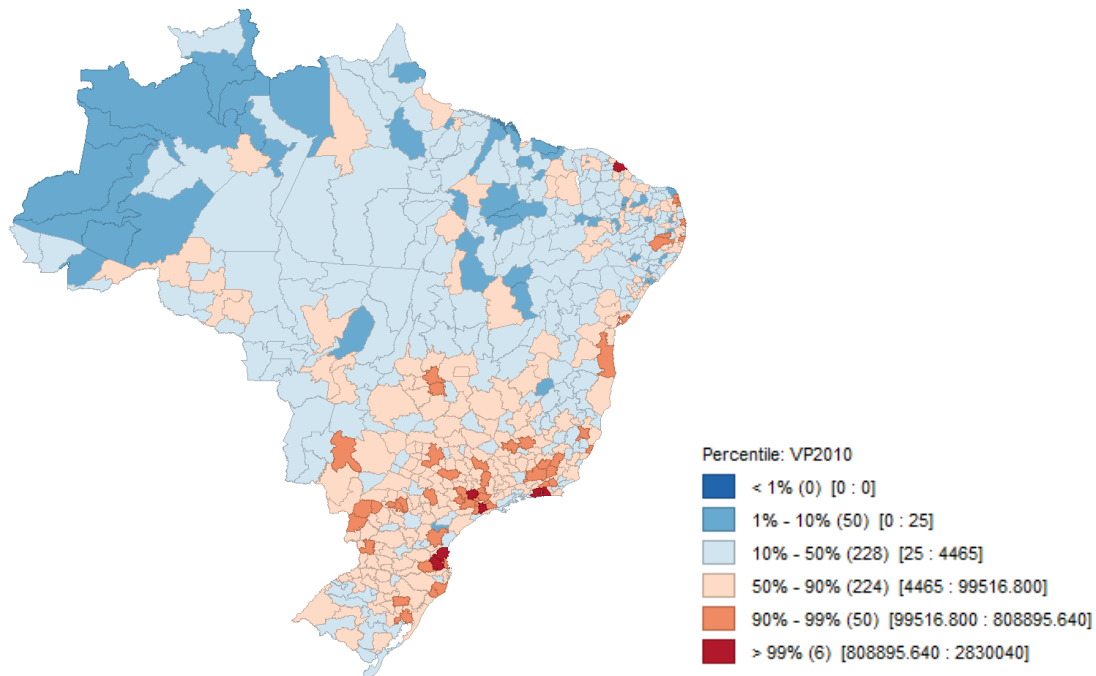 Percentile: VP2010
< 1% (0) [0 : 0]
1% - 10% (50) [0 : 25]
10% - 50% (228) [25 : 4465]
50% - 90% (224) [4465 : 99516.800]
90% - 99% (50) [99516.800 : 808895.640]
> 99% (6) [808895.640 : 2830040]